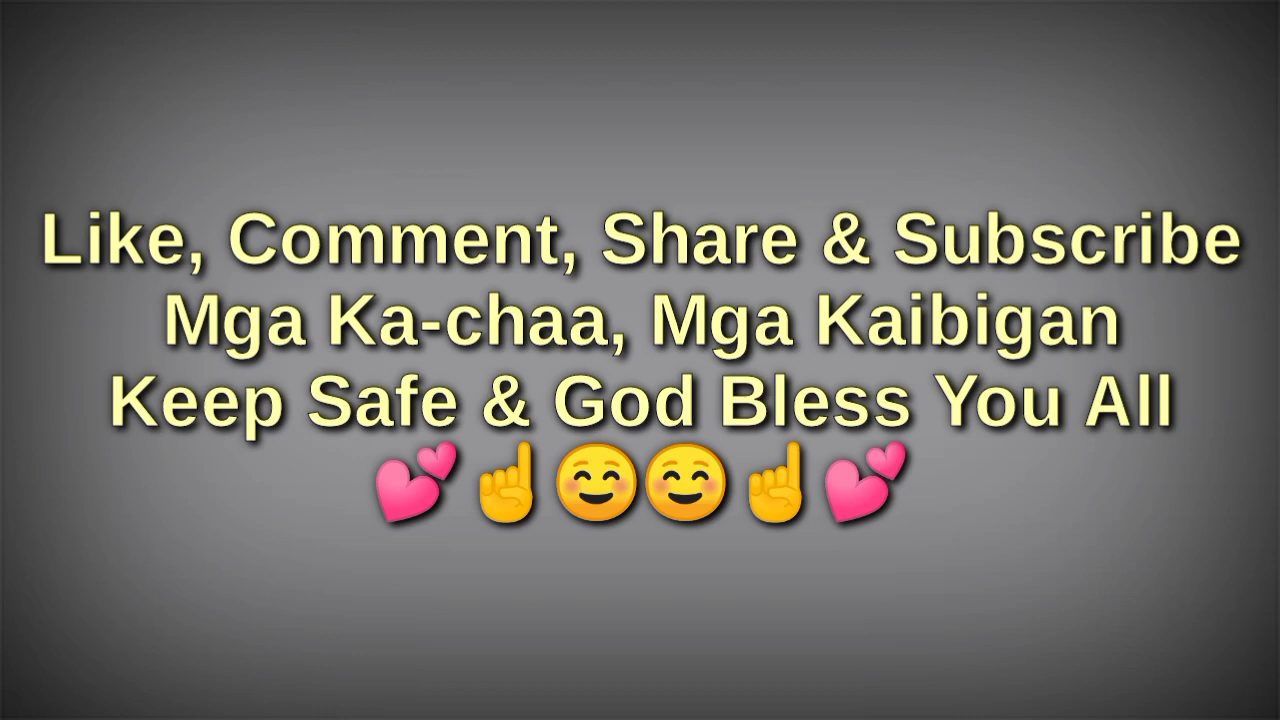 Like, Comment, Share & Subscribe
Mga Ka-chaa, Mga Kaibigan
Keep Safe & God Bless You All
💕☝️☺️☺️☝️💕